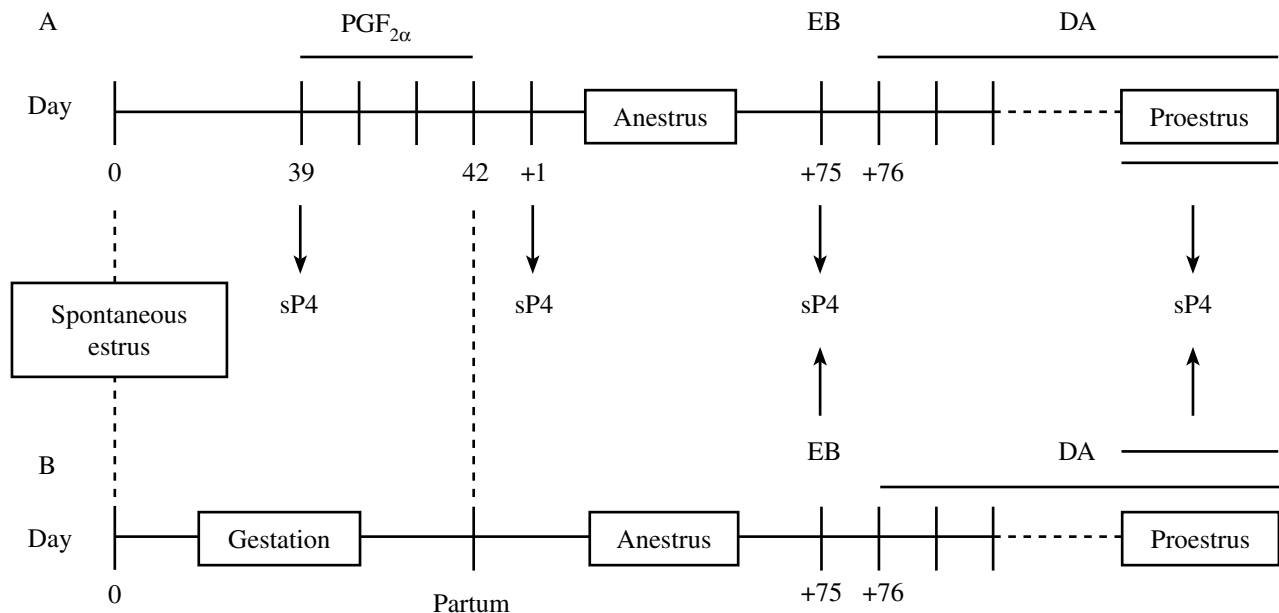 A
PGF2α
EB
DA
Day
Anestrus
Proestrus
0
39
42
+1
+75
+76
sP4
sP4
sP4
sP4
Spontaneous
estrus
B
EB
DA
Day
Gestation
Anestrus
Proestrus
0
Partum
+75
+76